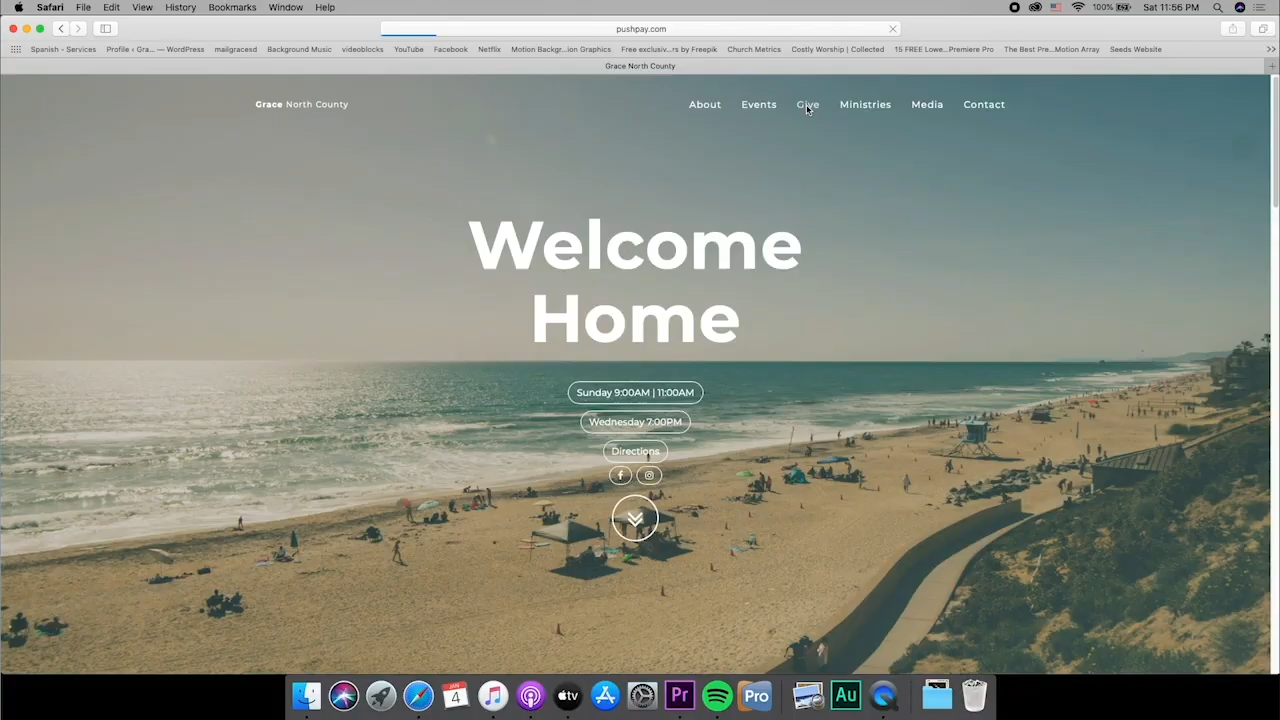 Safari File Edit View History Bookmarks Window Help 100% Sat 11:56 PM
pushpay.com
Spanish - Services Profile ‹ Gra... — WordPress mailgracesd Background Music videoblocks YouTube Facebook Netflix Motion Backgr...ion Graphics Free exclusiv...rs by Freepik Church Metrics Costly Worship | Collected 15 FREE Lowe...Premiere Pro The Best Pre...Motion Array Seeds Website
Grace North County
Grace North County About Events Give Ministries Media Contact
Welcome
Home
Sunday 9:00AM | 11:00AM
Wednesday 7:00PM
Directions
JAN
4 tv Pr Pro Au